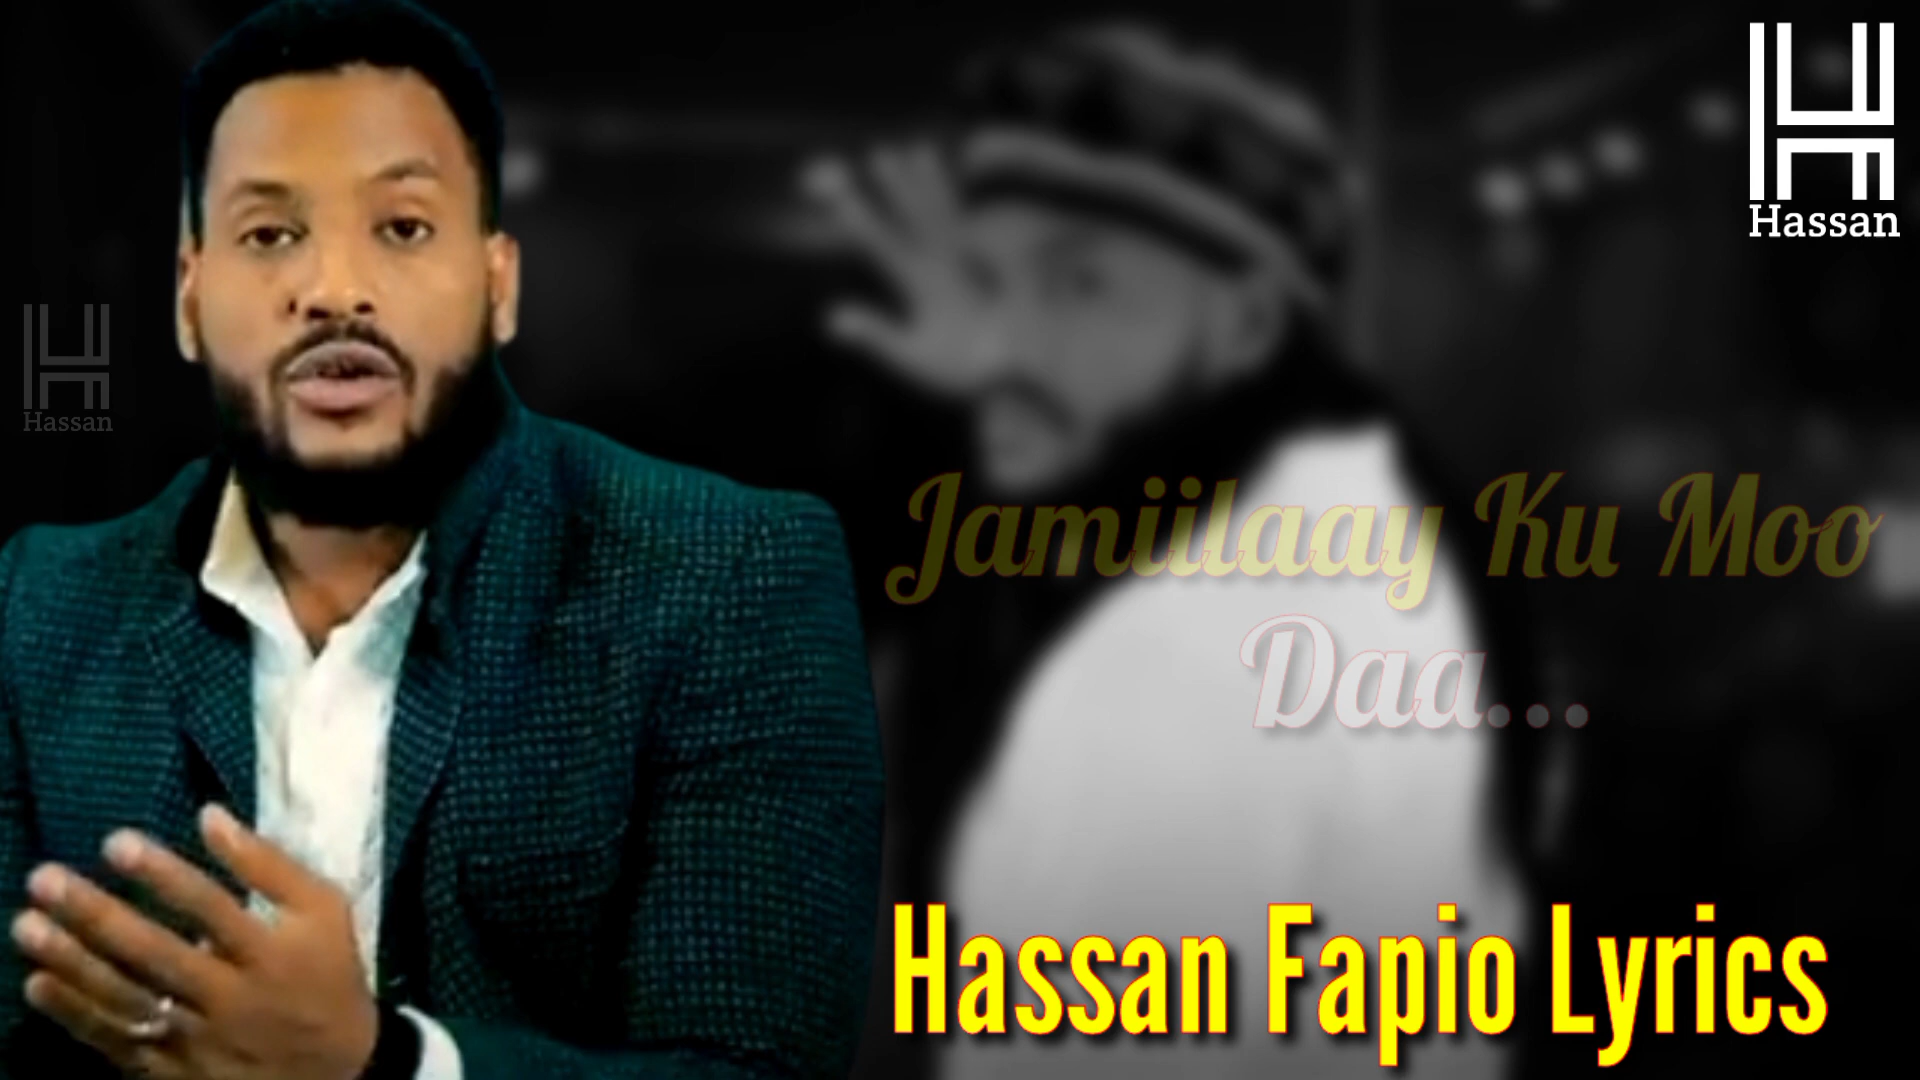 Hassan
Hassan
Jamiilaay Ku Moo
Daa...
Hassan Fapio Lyrics